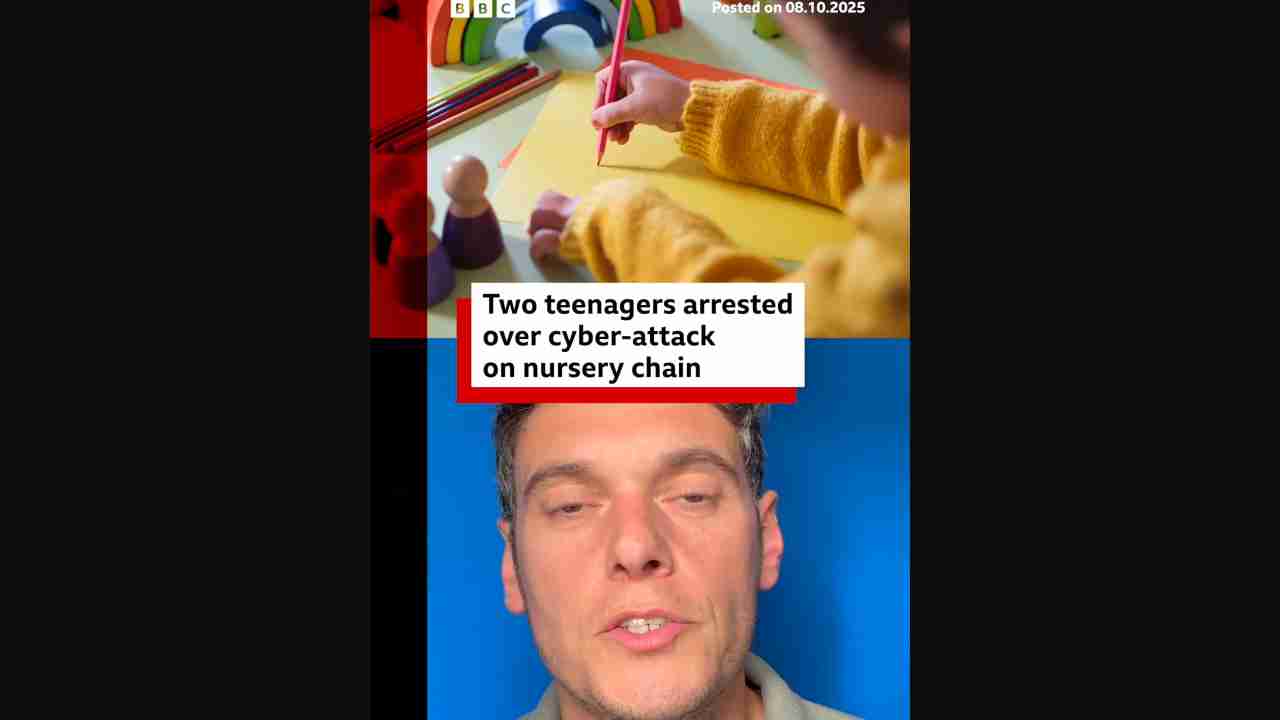 BBC
Posted on 08.10.2025
Two teenagers arrested
over cyber-attack
on nursery chain